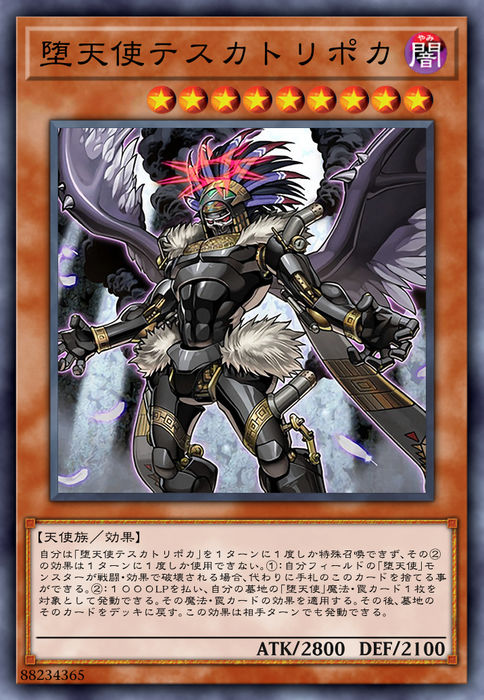 堕天使テスカトリポカ
やみ
闇
【天使族／効果】
自分は「堕天使テスカトリポカ」を１ターンに１度しか特殊召喚できず、その②
の効果は１ターンに１度しか使用できない。①：自分フィールドの「堕天使」モ
ンスターが戦闘・効果で破壊される場合、代わりに手札のこのカードを捨てる事
ができる。②：１０００LPを払い、自分の墓地の「堕天使」魔法・罠カード１枚を
対象として発動できる。その魔法・罠カードの効果を適用する。その後、墓地の
そのカードをデッキに戻す。この効果は相手ターンでも発動できる。
ATK/2800 DEF/2100
88234365